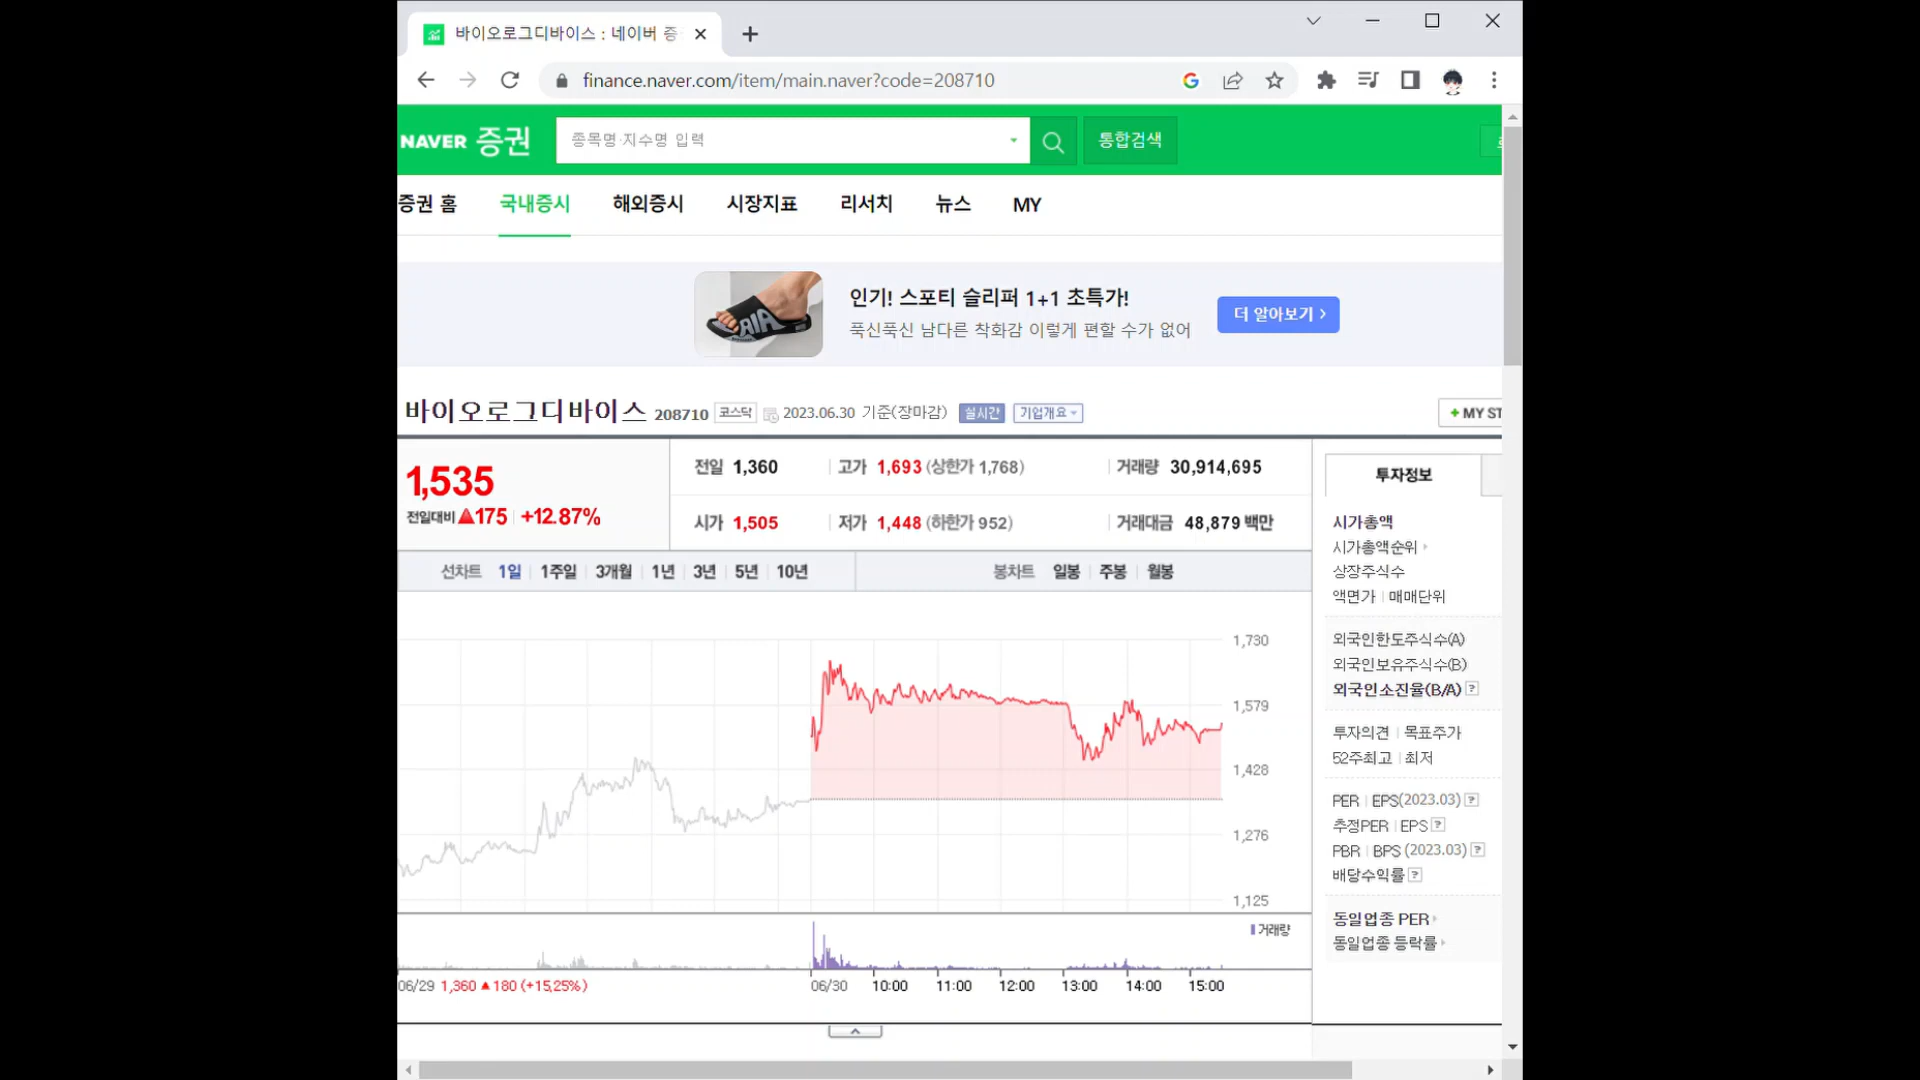 바이오로그디바이스 : 네이버 증
finance.naver.com/item/main.naver?code=208710
NAVER 증권
종목명·지수명 입력
통합검색
증권 홈 국내증시 해외증시 시장지표 리서치 뉴스 MY
인기! 스포티 슬리퍼 1+1 초특가!
푹신푹신 남다른 착화감 이렇게 편할 수가 없어
더 알아보기
바이오로그디바이스 208710 코스닥 2023.06.30 기준(장마감) 실시간 기업개요
+ MY ST
1,535
전일대비 ▲175 +12.87%
전일 1,360 고가 1,693 (상한가 1,768) 거래량 30,914,695
시가 1,505 저가 1,448 (하한가 952) 거래대금 48,879 백만
선차트 1일 1주일 3개월 1년 3년 5년 10년 봉차트 일봉 주봉 월봉
1,730
1,579
1,428
1,276
1,125
거래량
06/29 1,360 ▲180 (+15,25%)
06/30 10:00 11:00 12:00 13:00 14:00 15:00
투자정보
시가총액
시가총액순위
상장주식수
액면가 매매단위
외국인한도주식수(A)
외국인보유주식수(B)
외국인소진율(B/A) ?
투자의견 목표주가
52주최고 최저
PER EPS(2023.03) ?
추정PER EPS ?
PBR BPS (2023.03) ?
배당수익률 ?
동일업종 PER
동일업종 등락률